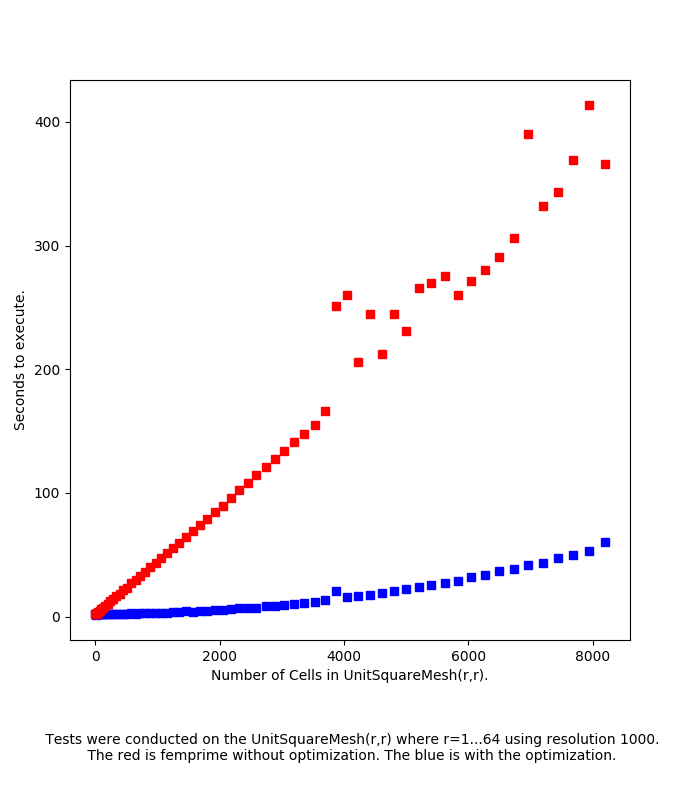 400
300
200
100
0
Seconds to execute.
0 2000 4000 6000 8000
Number of Cells in UnitSquareMesh(r,r).
Tests were conducted on the UnitSquareMesh(r,r) where r=1...64 using resolution 1000.
The red is femprime without optimization. The blue is with the optimization.